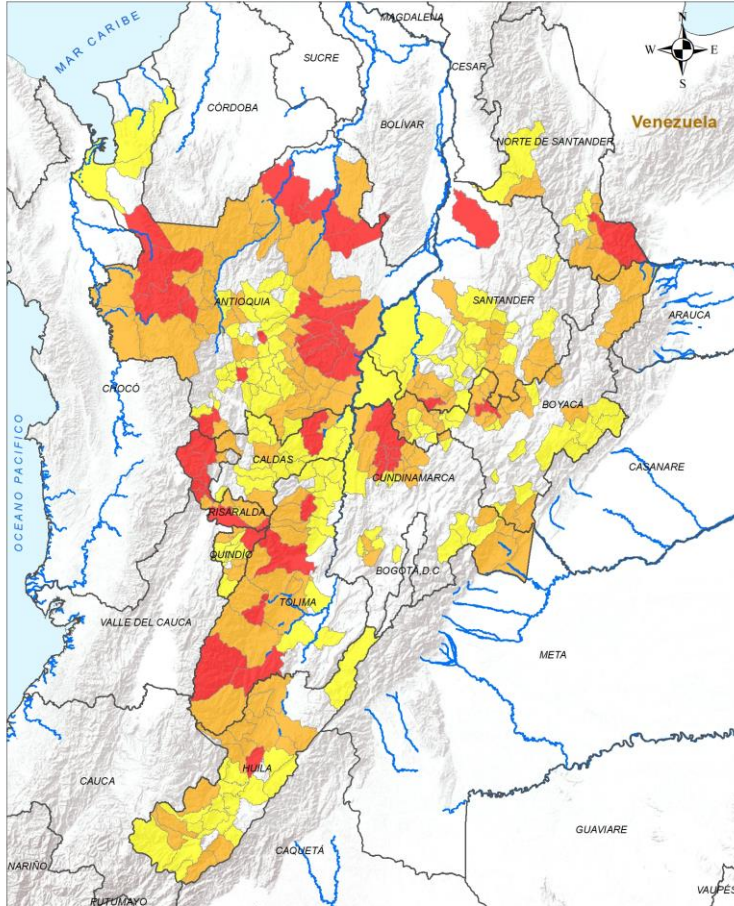 MAGDALENA
N
MAR CARIBE
SUCRE
W
E
CESAR
S
CÓRDOBA
BOLÍVAR
Venezuela
NORTE DE SANTANDER
ANTIOQUIA
SANTANDER
ARAUCA
CHOCÓ
BOYACÁ
OCEANO PACIFICO
CALDAS
CUNDINAMARCA
CASANARE
RISARALDA
QUINDÍO
BOGOTÁ,D.C
TOLIMA
VALLE DEL CAUCA
META
HUILA
CAUCA
GUAVIARE
CAQUETÁ
NARIÑO
PUTUMAYO
VAUPÉS